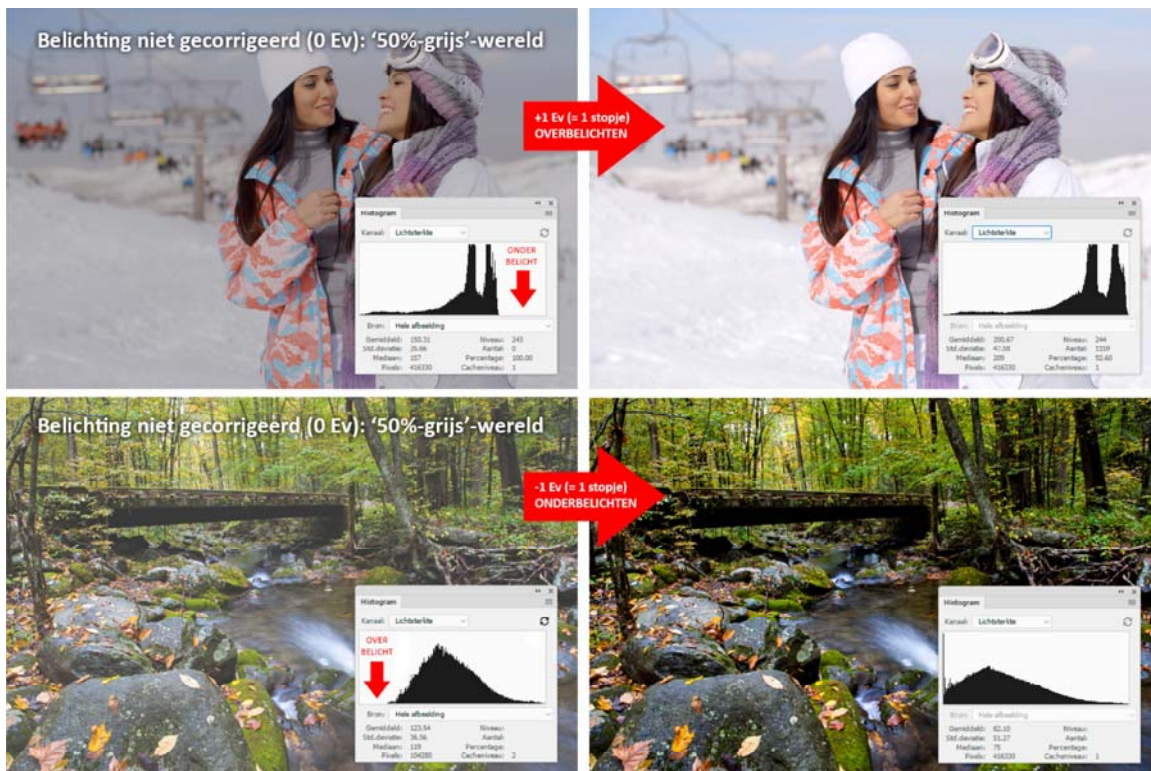 Belichting niet gecorrigeerd (0 Ev): ‘50%-grijs’-wereld
+1 Ev (= 1 stopje)
OVERBELICHTEN
Histogram
Kanaal: Lichtsterkte
ONDER
BELICHT
Bron: Hele afbeelding
Gemiddeld: 150.31 Niveau: 243
Std.deviatie: 35.66 Aantal: 0
Mediaan: 157 Percentage: 100.00
Pixels: 416330 Cacheniveau: 1
Histogram
Kanaal: Lichtsterkte
Bron: Hele afbeelding
Gemiddeld: 200.67 Niveau: 244
Std.deviatie: 47.58 Aantal: 3359
Mediaan: 209 Percentage: 92.60
Pixels: 416330 Cacheniveau: 1
Belichting niet gecorrigeerd (0 Ev): ‘50%-grijs’-wereld
-1 Ev (= 1 stopje)
ONDERBELICHTEN
Histogram
Kanaal: Lichtsterkte
OVER
BELICHT
Bron: Hele afbeelding
Gemiddeld: 123.54 Niveau:
Std.deviatie: 36.56 Aantal:
Mediaan: 119 Percentage:
Pixels: 104280 Cacheniveau: 2
Histogram
Kanaal: Lichtsterkte
Bron: Hele afbeelding
Gemiddeld: 82.10 Niveau:
Std.deviatie: 51.27 Aantal:
Mediaan: 75 Percentage:
Pixels: 416330 Cacheniveau: 1